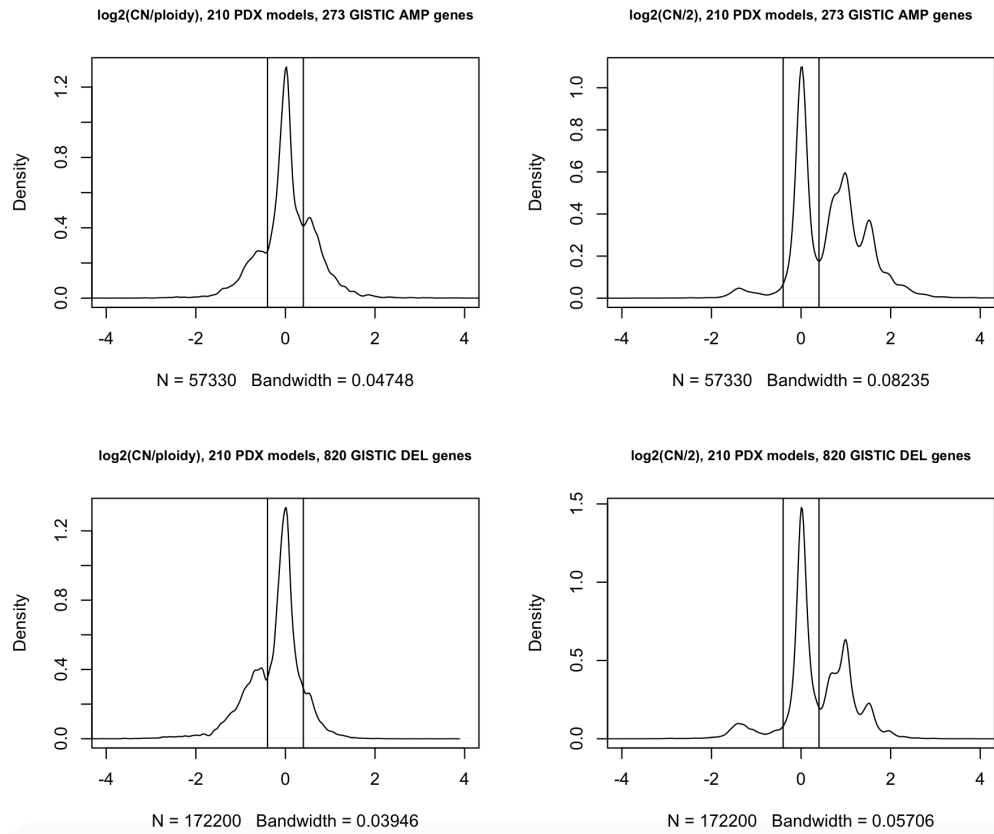 log2(CN/ploidy), 210 PDX models, 273 GISTIC AMP genes
Density
0.0 0.4 0.8 1.2
-4 -2 0 2 4
N = 57330 Bandwidth = 0.04748
log2(CN/2), 210 PDX models, 273 GISTIC AMP genes
Density
0.0 0.2 0.4 0.6 0.8 1.0
-4 -2 0 2 4
N = 57330 Bandwidth = 0.08235
log2(CN/ploidy), 210 PDX models, 820 GISTIC DEL genes
Density
0.0 0.4 0.8 1.2
-4 -2 0 2 4
N = 172200 Bandwidth = 0.03946
log2(CN/2), 210 PDX models, 820 GISTIC DEL genes
Density
0.0 0.5 1.0 1.5
-4 -2 0 2 4
N = 172200 Bandwidth = 0.05706